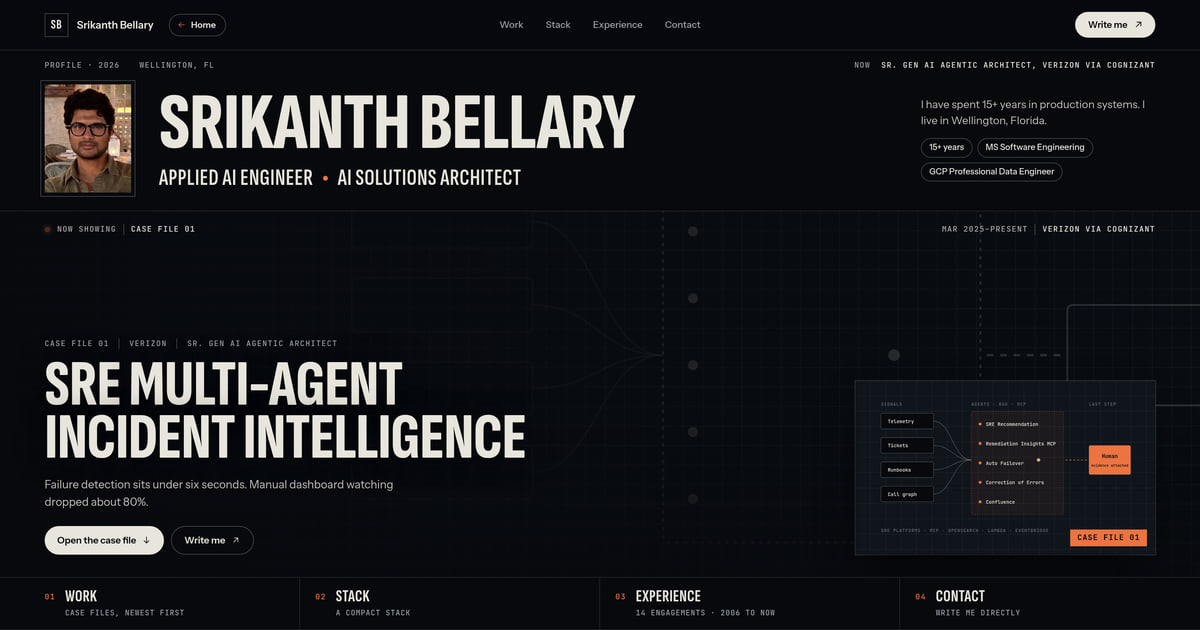 SB Srikanth Bellary ← Home Work Stack Experience Contact Write me ↗
PROFILE · 2026 WELLINGTON, FL
NOW SR. GEN AI AGENTIC ARCHITECT, VERIZON VIA COGNIZANT
SRIKANTH BELLARY
APPLIED AI ENGINEER • AI SOLUTIONS ARCHITECT
I have spent 15+ years in production systems. I
live in Wellington, Florida.
15+ years MS Software Engineering
GCP Professional Data Engineer
NOW SHOWING CASE FILE 01
MAR 2025–PRESENT VERIZON VIA COGNIZANT
CASE FILE 01 VERIZON SR. GEN AI AGENTIC ARCHITECT
SRE MULTI-AGENT
INCIDENT INTELLIGENCE
Failure detection sits under six seconds. Manual dashboard watching
dropped about 80%.
Open the case file ↓ Write me ↗
SIGNALS AGENTS · RAG · MCP LAST STEP
Telemetry
Tickets
Runbooks
Call graph
SRE Recommendation
Remediation Insights MCP
Auto Failover
Correction of Errors
Confluence
Human
evidence attached
SRE PLATFORMS · MCP · OPENSEARCH · LAMBDA · EVENTBRIDGE
CASE FILE 01
01 WORK
CASE FILES, NEWEST FIRST
02 STACK
A COMPACT STACK
03 EXPERIENCE
14 ENGAGEMENTS · 2006 TO NOW
04 CONTACT
WRITE ME DIRECTLY